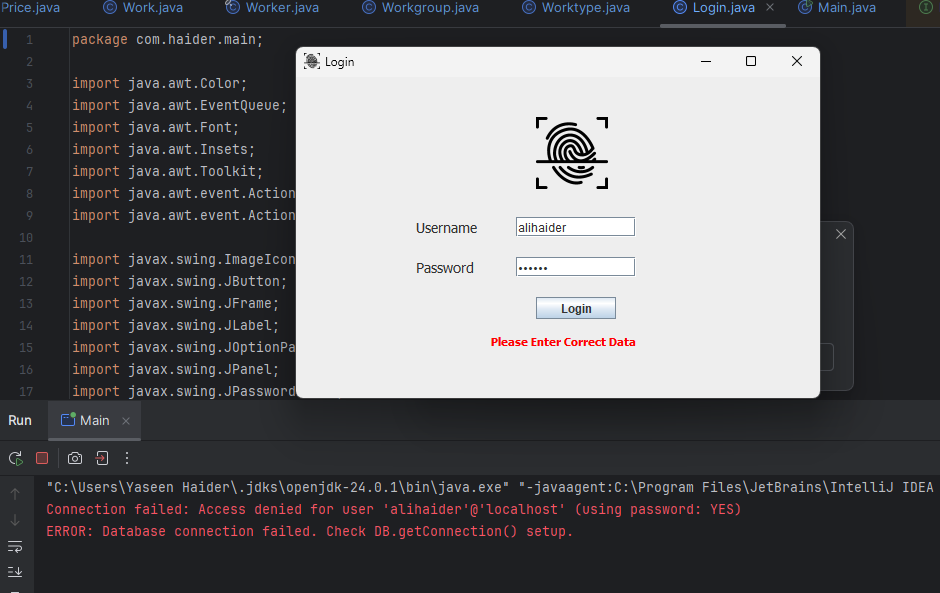 Price.java Work.java Worker.java Workgroup.java Worktype.java Login.java Main.java
1 package com.haider.main;
2
3 import java.awt.Color;
4 import java.awt.EventQueue;
5 import java.awt.Font;
6 import java.awt.Insets;
7 import java.awt.Toolkit;
8 import java.awt.event.Action
9 import java.awt.event.Action
10
11 import javax.swing.ImageIcon
12 import javax.swing.JButton;
13 import javax.swing.JFrame;
14 import javax.swing.JLabel;
15 import javax.swing.JOptionPa
16 import javax.swing.JPanel;
17 import javax.swing.JPassword
Login
Username alihaider
Password ••••••
Login
Please Enter Correct Data
Run Main
"C:\Users\Yaseen Haider\.jdks\openjdk-24.0.1\bin\java.exe" "-javaagent:C:\Program Files\JetBrains\IntelliJ IDEA
Connection failed: Access denied for user 'alihaider'@'localhost' (using password: YES)
ERROR: Database connection failed. Check DB.getConnection() setup.